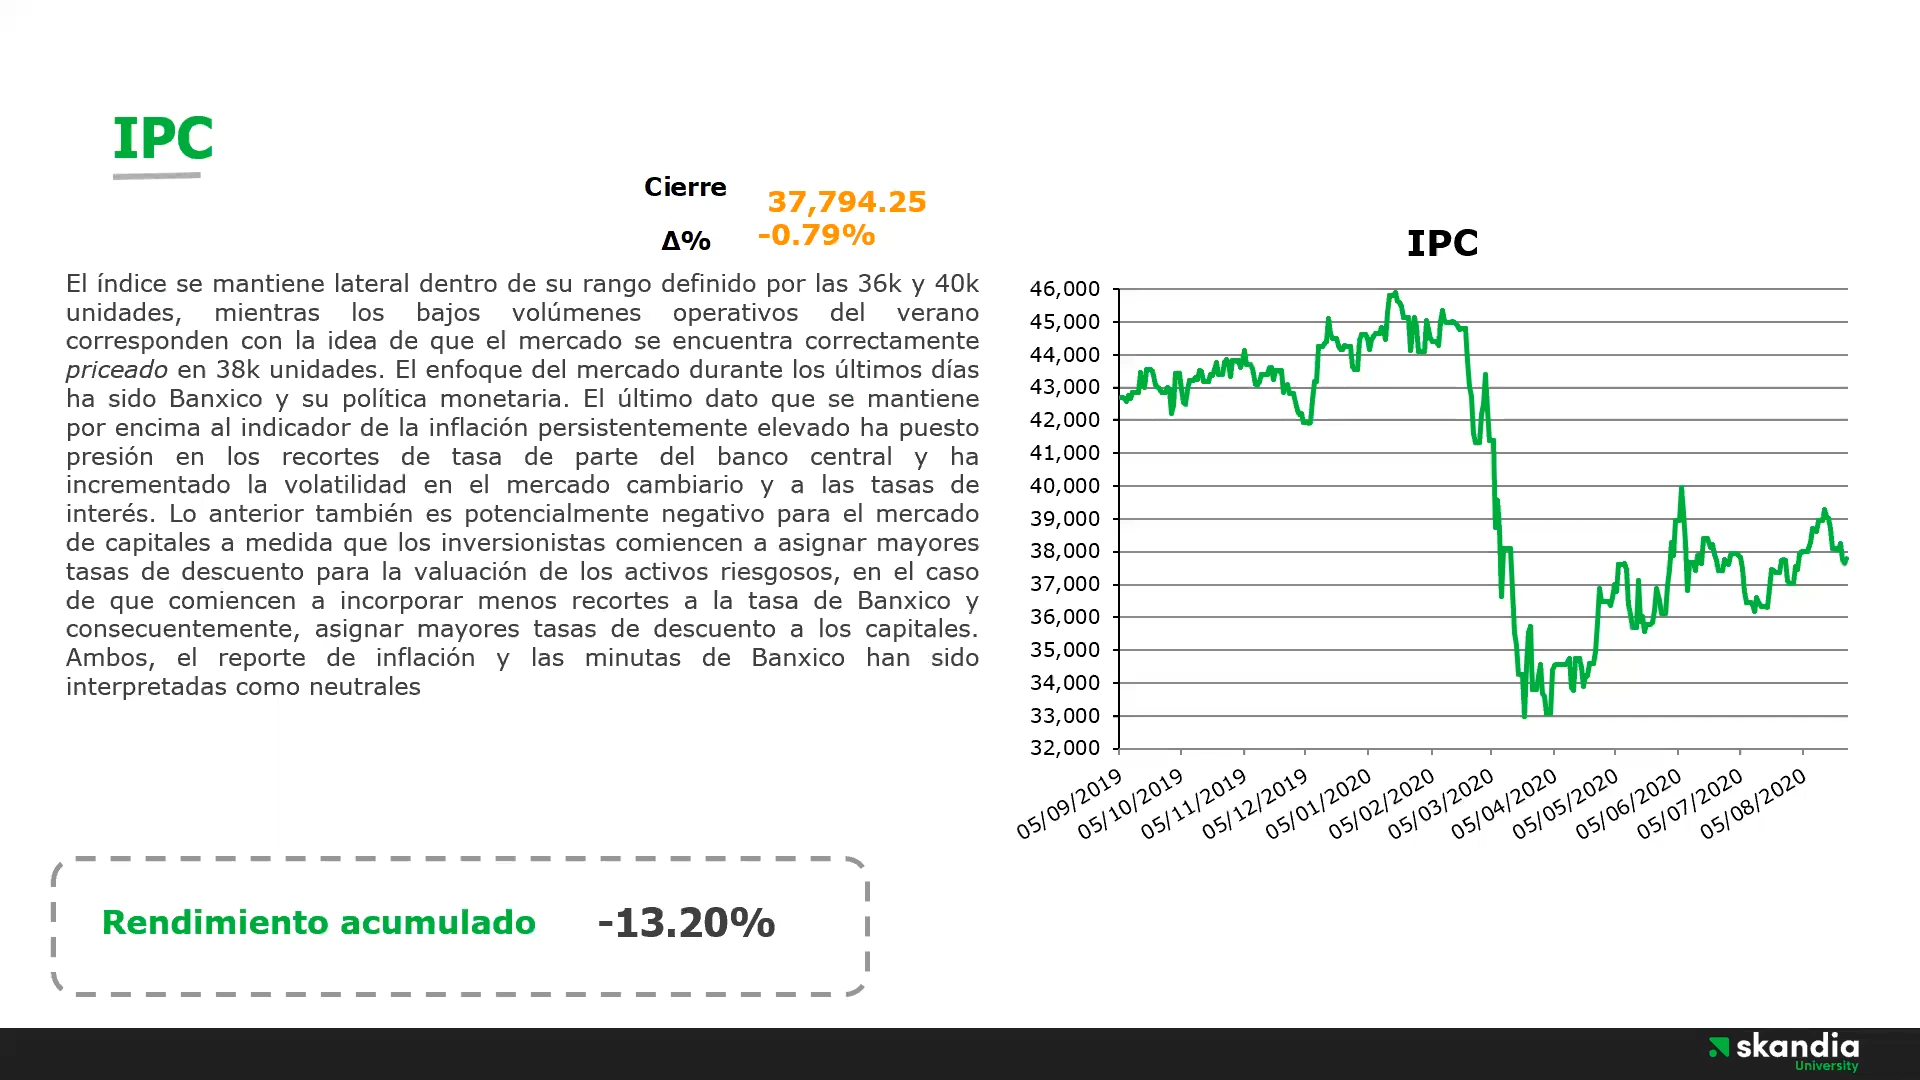 IPC
Cierre
37,794.25
Δ%
-0.79%
El índice se mantiene lateral dentro de su rango definido por las 36k y 40k
unidades, mientras los bajos volúmenes operativos del verano
corresponden con la idea de que el mercado se encuentra correctamente
priceado en 38k unidades. El enfoque del mercado durante los últimos días
ha sido Banxico y su política monetaria. El último dato que se mantiene
por encima al indicador de la inflación persistentemente elevado ha puesto
presión en los recortes de tasa de parte del banco central y ha
incrementado la volatilidad en el mercado cambiario y a las tasas de
interés. Lo anterior también es potencialmente negativo para el mercado
de capitales a medida que los inversionistas comiencen a asignar mayores
tasas de descuento para la valuación de los activos riesgosos, en el caso
de que comiencen a incorporar menos recortes a la tasa de Banxico y
consecuentemente, asignar mayores tasas de descuento a los capitales.
Ambos, el reporte de inflación y las minutas de Banxico han sido
interpretadas como neutrales
Rendimiento acumulado -13.20%
IPC
46,000
45,000
44,000
43,000
42,000
41,000
40,000
39,000
38,000
37,000
36,000
35,000
34,000
33,000
32,000
05/09/2019
05/10/2019
05/11/2019
05/12/2019
05/01/2020
05/02/2020
05/03/2020
05/04/2020
05/05/2020
05/06/2020
05/07/2020
05/08/2020
skandia
University